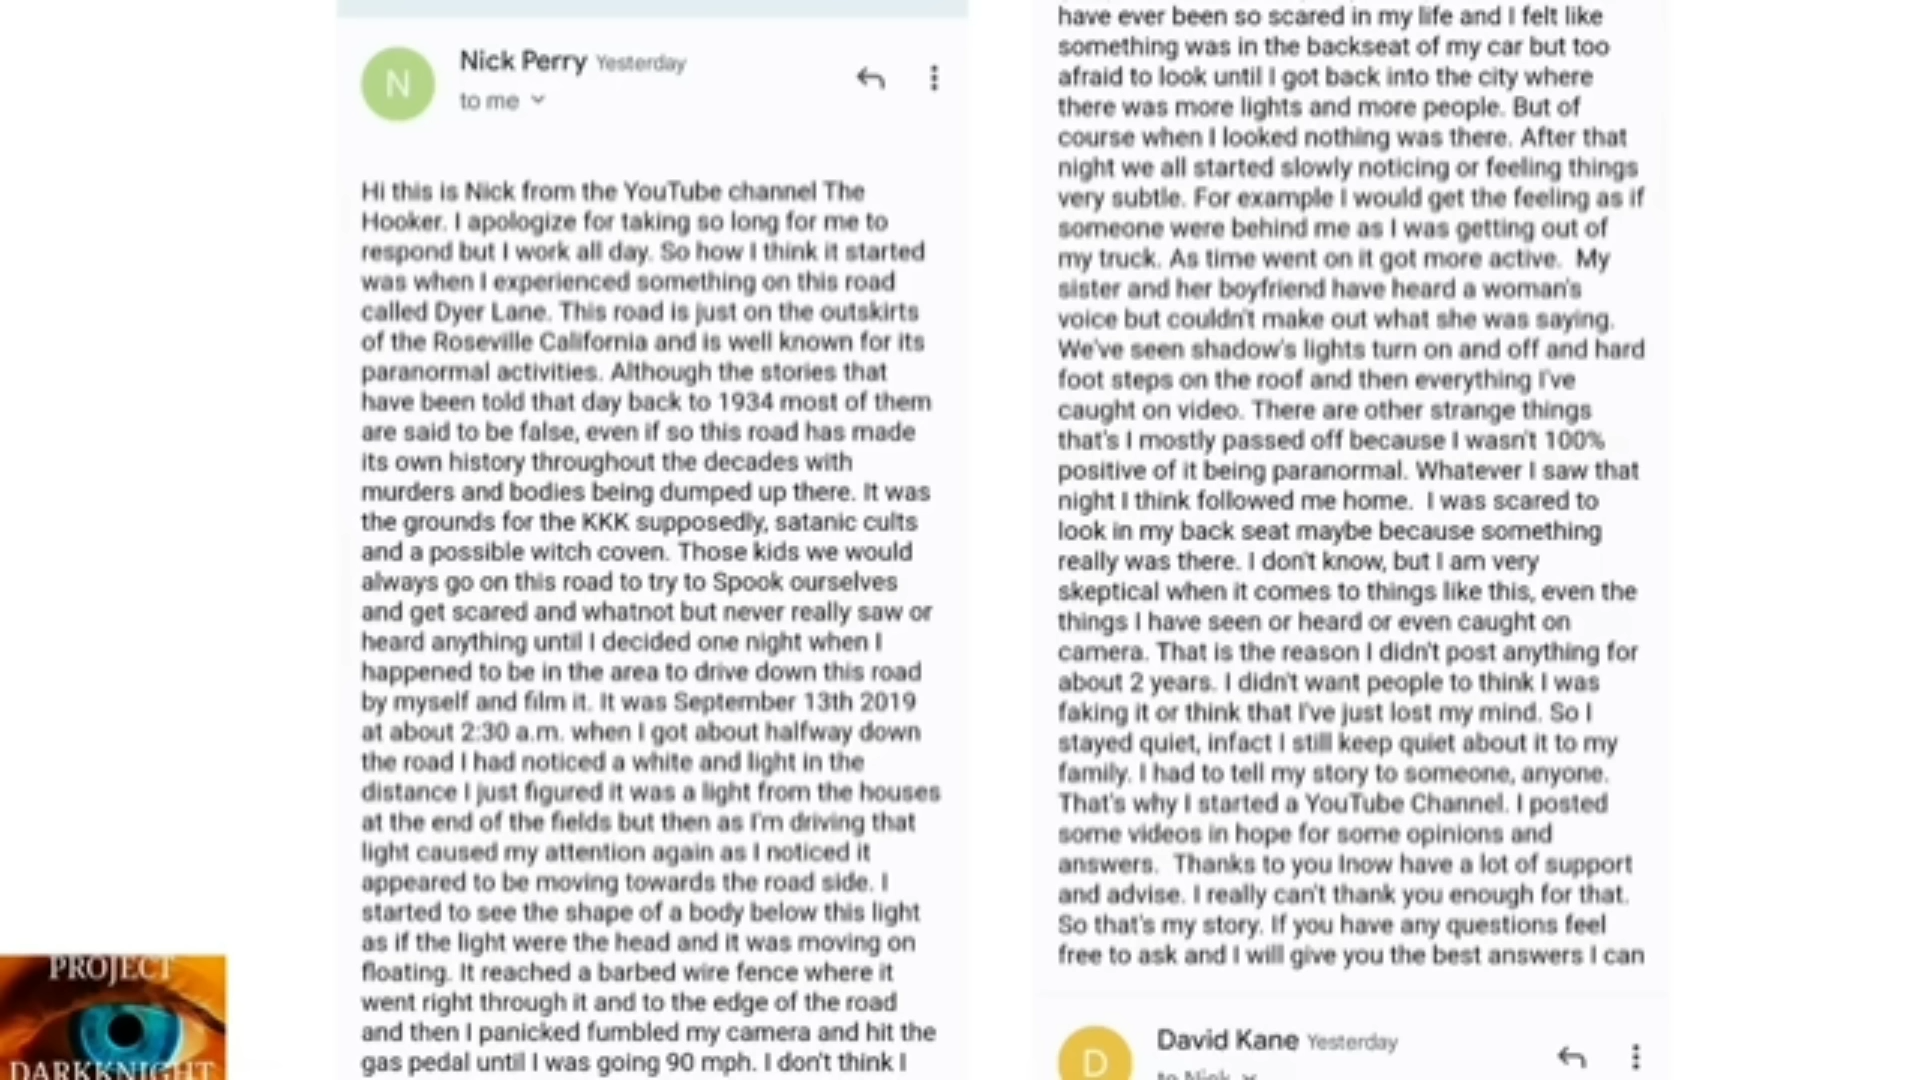 Nick Perry Yesterday
N
to me
Hi this is Nick from the YouTube channel The
Hooker. I apologize for taking so long for me to
respond but I work all day. So how I think it started
was when I experienced something on this road
called Dyer Lane. This road is just on the outskirts
of the Roseville California and is well known for its
paranormal activities. Although the stories that
have been told that day back to 1934 most of them
are said to be false, even if so this road has made
its own history throughout the decades with
murders and bodies being dumped up there. It was
the grounds for the KKK supposedly, satanic cults
and a possible witch coven. Those kids we would
always go on this road to try to Spook ourselves
and get scared and whatnot but never really saw or
heard anything until I decided one night when I
happened to be in the area to drive down this road
by myself and film it. It was September 13th 2019
at about 2:30 a.m. when I got about halfway down
the road I had noticed a white and light in the
distance I just figured it was a light from the houses
at the end of the fields but then as I'm driving that
light caused my attention again as I noticed it
appeared to be moving towards the road side. I
started to see the shape of a body below this light
as if the light were the head and it was moving on
floating. It reached a barbed wire fence where it
went right through it and to the edge of the road
and then I panicked fumbled my camera and hit the
gas pedal until I was going 90 mph. I don't think I
have ever been so scared in my life and I felt like
something was in the backseat of my car but too
afraid to look until I got back into the city where
there was more lights and more people. But of
course when I looked nothing was there. After that
night we all started slowly noticing or feeling things
very subtle. For example I would get the feeling as if
someone were behind me as I was getting out of
my truck. As time went on it got more active. My
sister and her boyfriend have heard a woman's
voice but couldn't make out what she was saying.
We've seen shadow's lights turn on and off and hard
foot steps on the roof and then everything I've
caught on video. There are other strange things
that's I mostly passed off because I wasn't 100%
positive of it being paranormal. Whatever I saw that
night I think followed me home. I was scared to
look in my back seat maybe because something
really was there. I don't know, but I am very
skeptical when it comes to things like this, even the
things I have seen or heard or even caught on
camera. That is the reason I didn't post anything for
about 2 years. I didn't want people to think I was
faking it or think that I've just lost my mind. So I
stayed quiet, infact I still keep quiet about it to my
family. I had to tell my story to someone, anyone.
That's why I started a YouTube Channel. I posted
some videos in hope for some opinions and
answers. Thanks to you Inow have a lot of support
and advise. I really can't thank you enough for that.
So that's my story. If you have any questions feel
free to ask and I will give you the best answers I can
David Kane Yesterday
D
to Nick
PROJECT
DARKKNIGHT